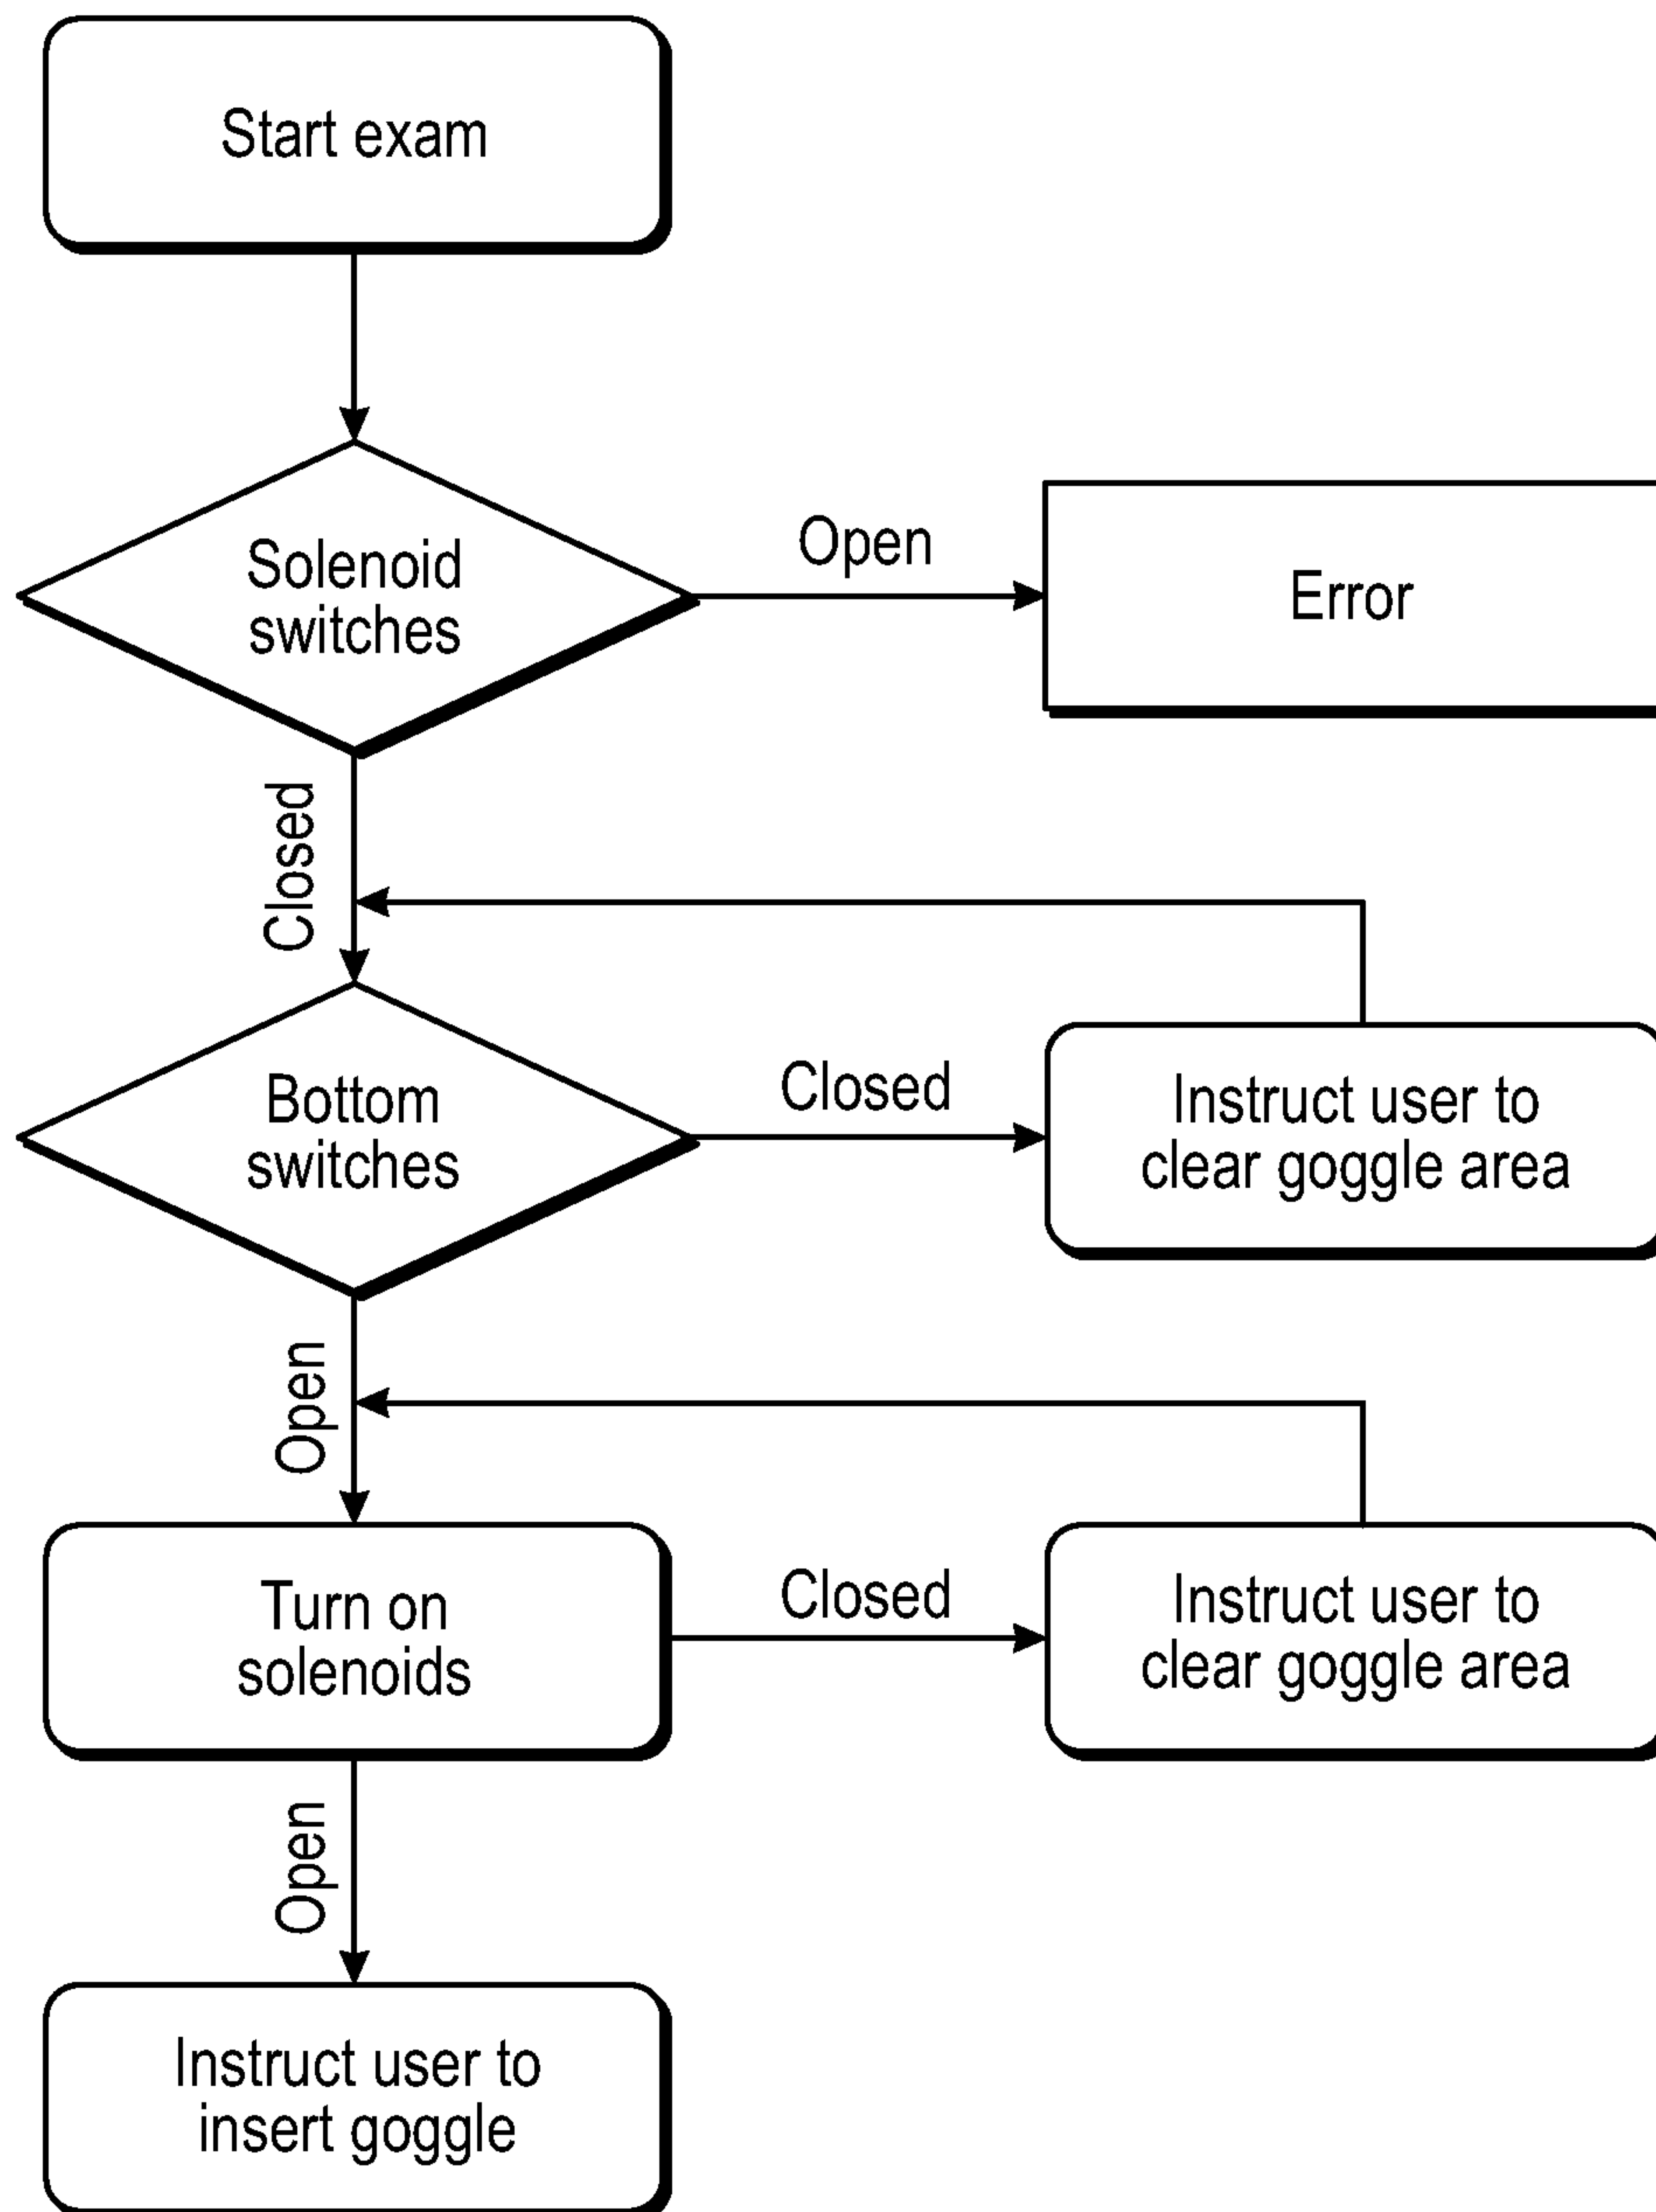 Start exam
Solenoid
switches
Open
Error
Closed
Bottom
switches
Closed
Instruct user to
clear goggle area
Open
Turn on
solenoids
Closed
Instruct user to
clear goggle area
Open
Instruct user to
insert goggle